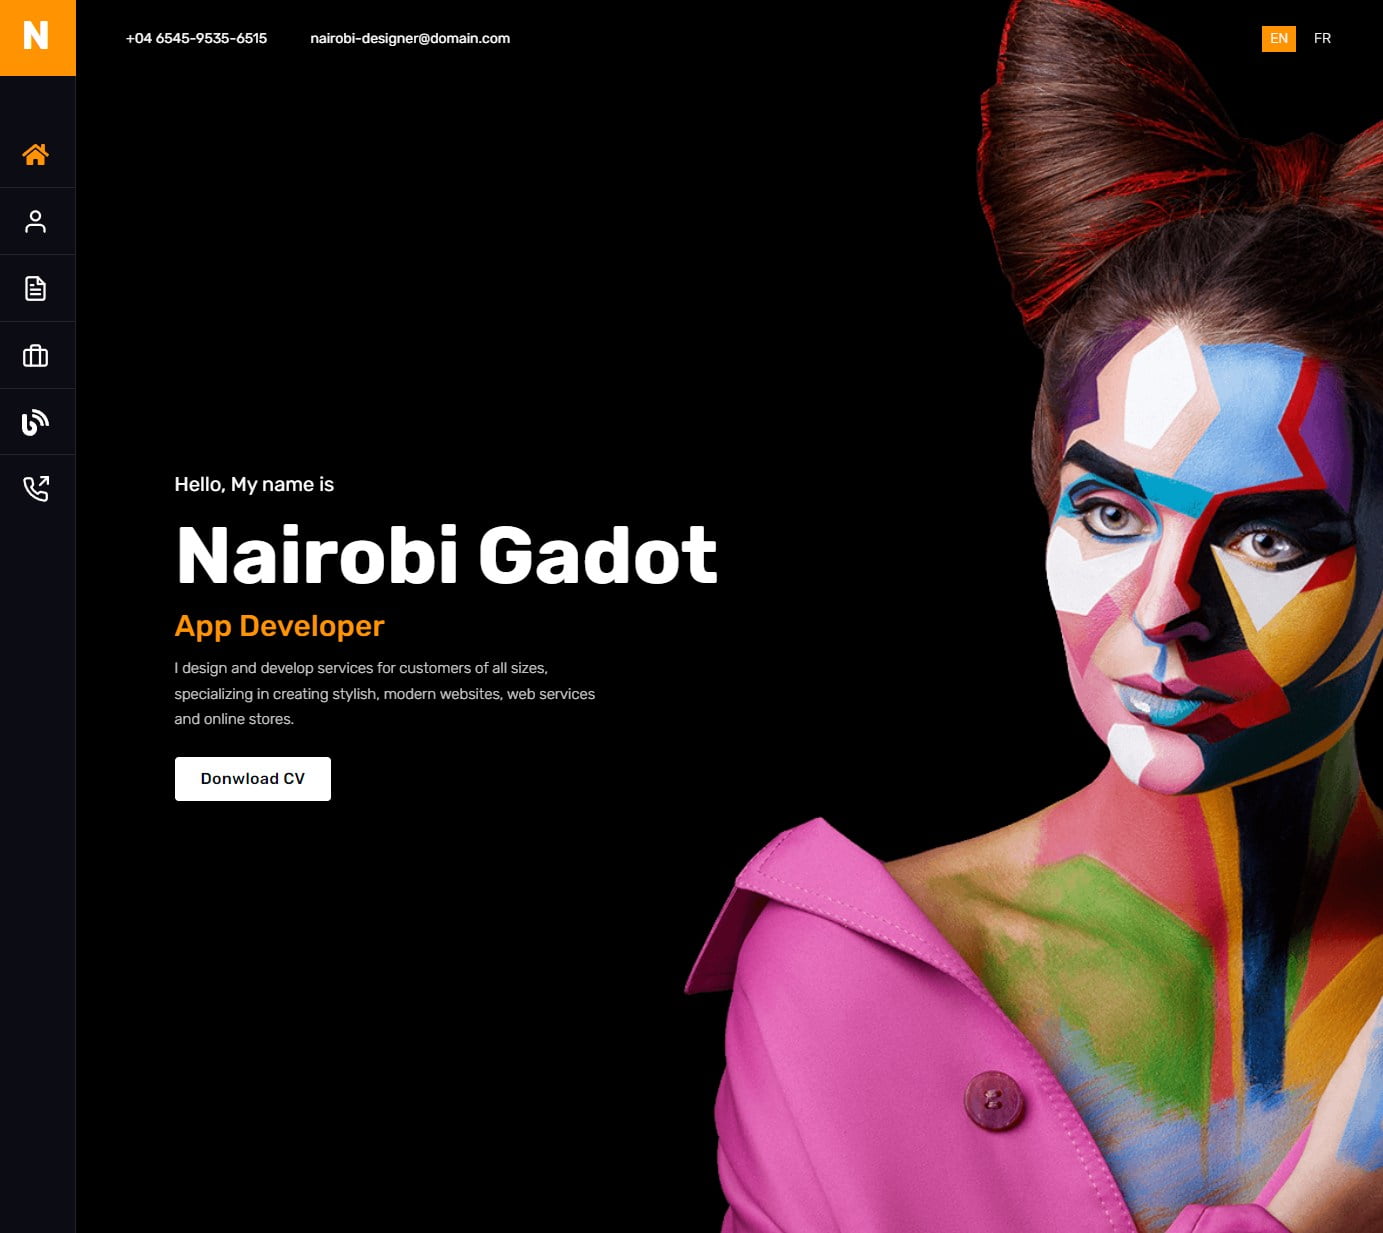 N
+04 6545-9535-6515
nairobi-designer@domain.com
EN
FR
Hello, My name is
Nairobi Gadot
App Developer
I design and develop services for customers of all sizes,
specializing in creating stylish, modern websites, web services
and online stores.
Donwload CV